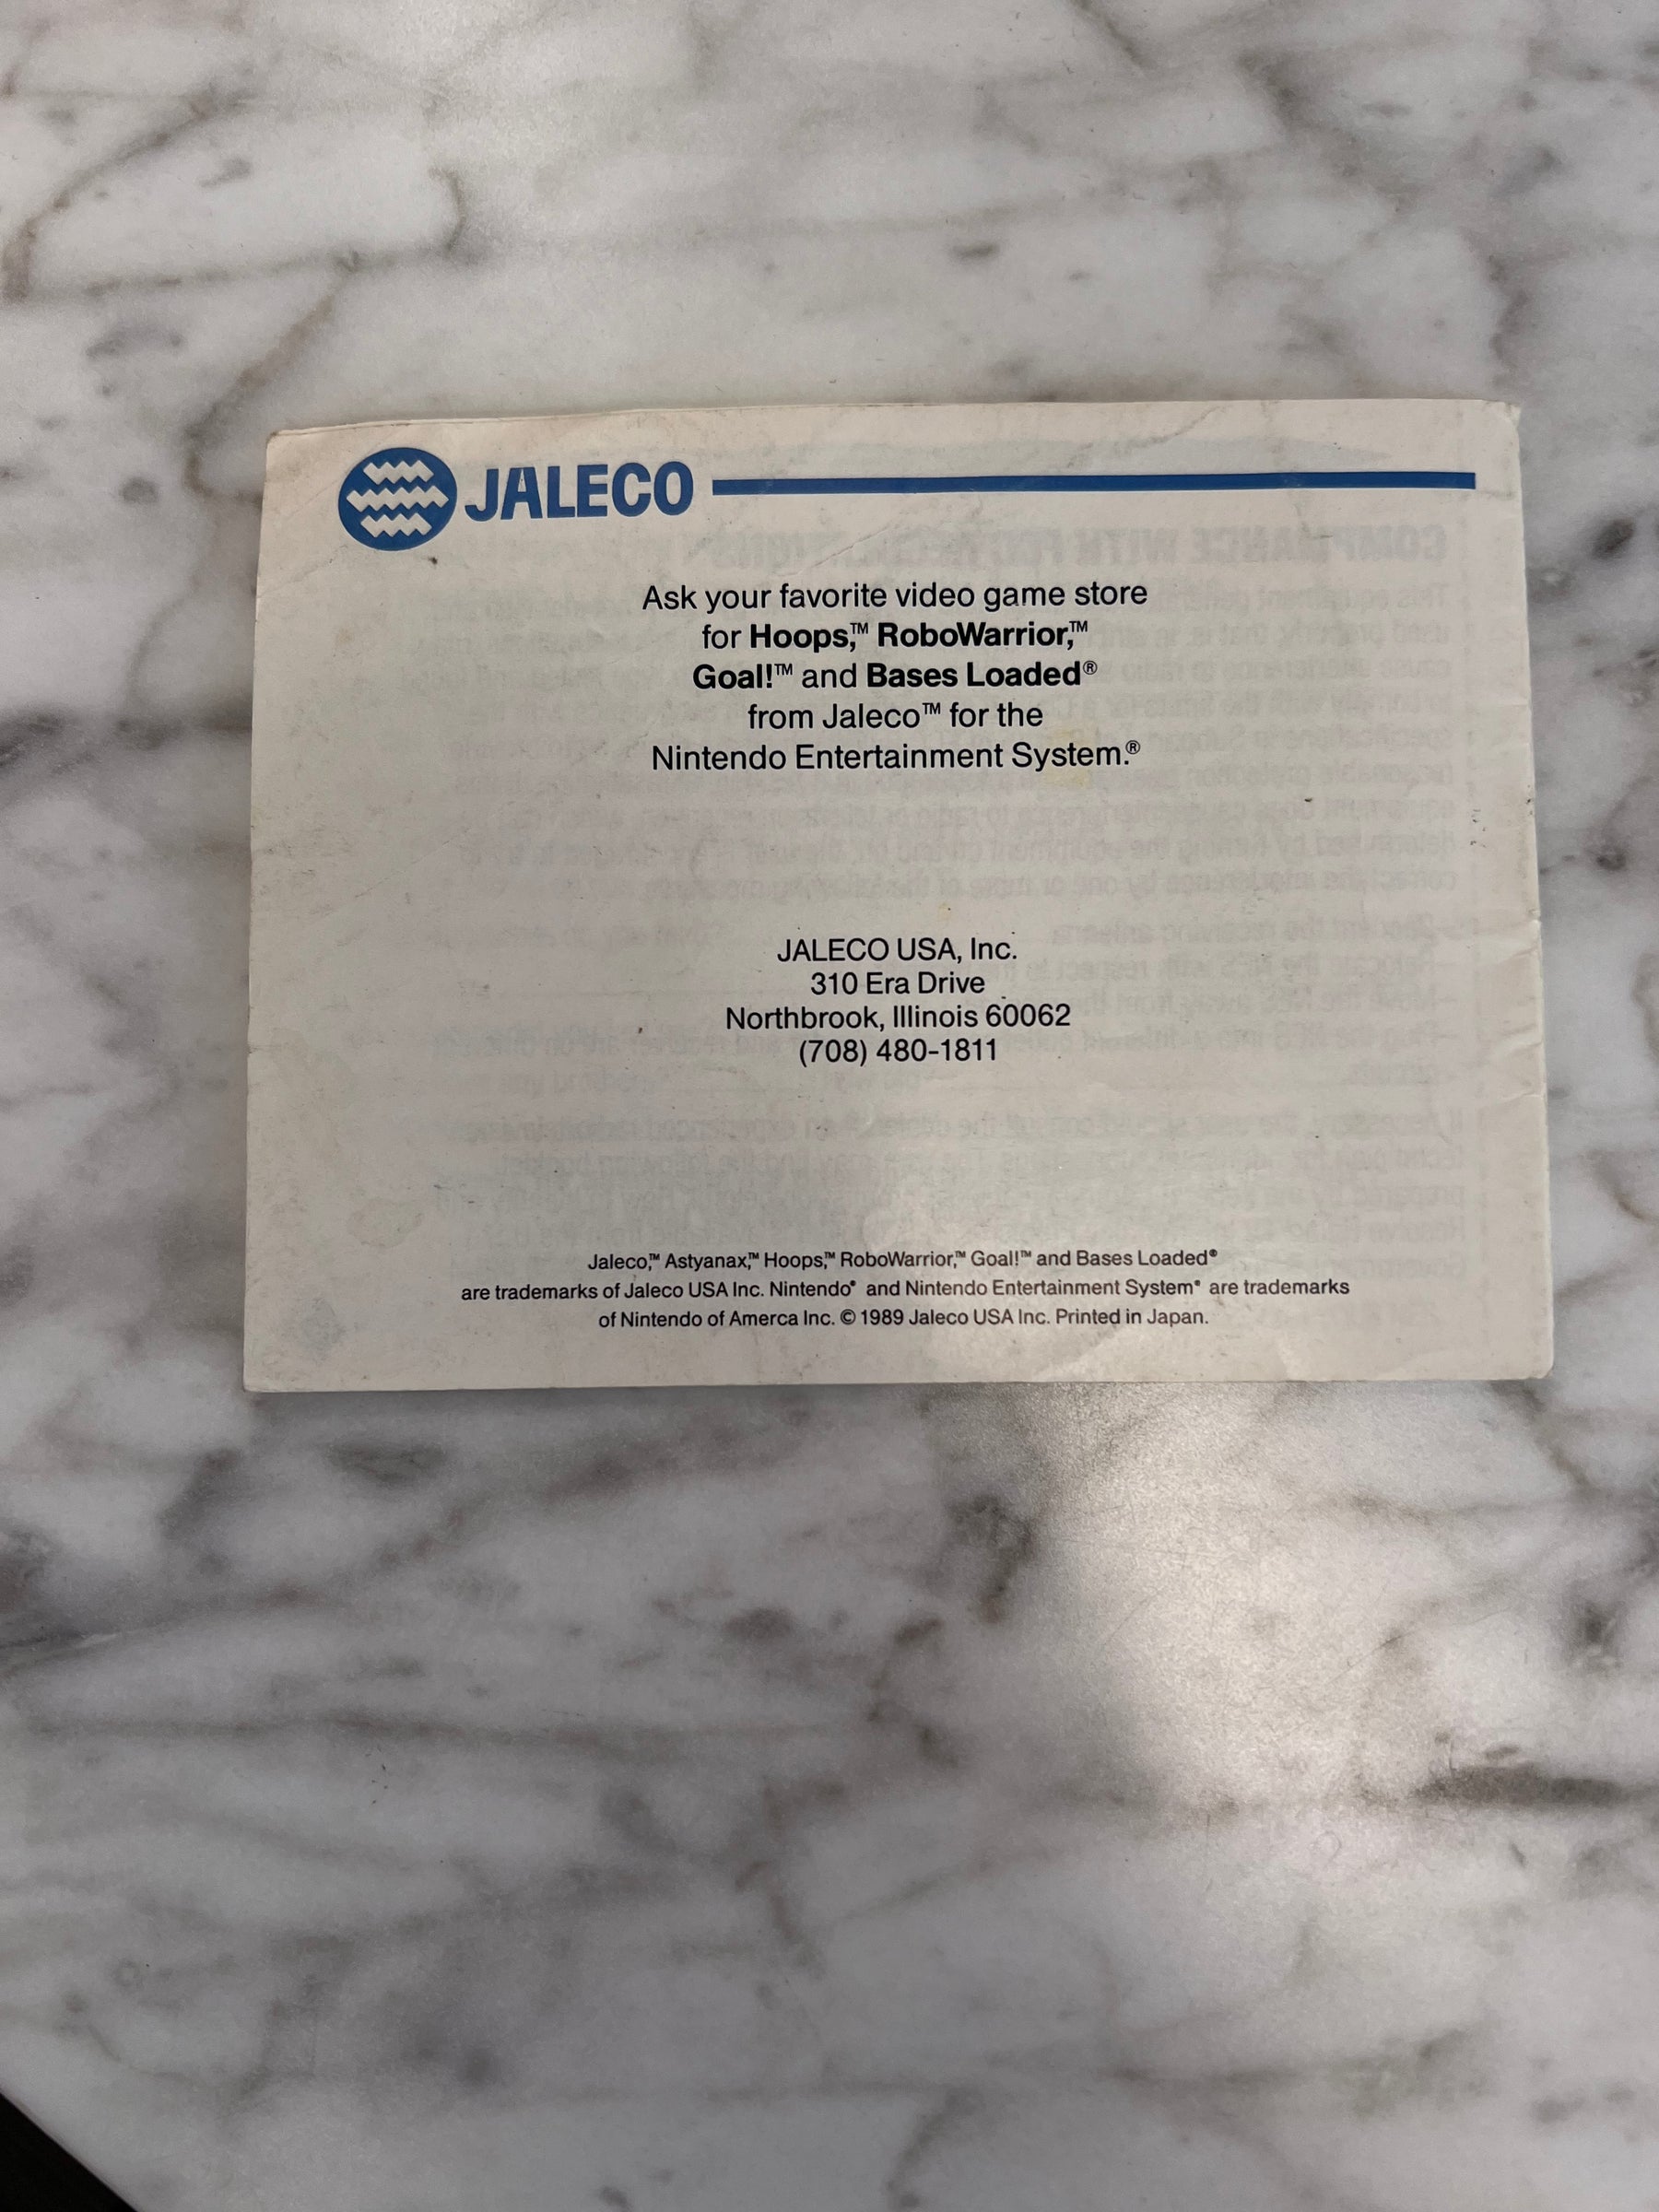 JALECO
Ask your favorite video game store
for Hoops,™ RoboWarrior,™
Goal!™ and Bases Loaded®
from Jaleco™ for the
Nintendo Entertainment System.®
JALECO USA, Inc.
310 Era Drive
Northbrook, Illinois 60062
(708) 480-1811
Jaleco,™ Astyanax,™ Hoops,™ RoboWarrior,™ Goal!™ and Bases Loaded®
are trademarks of Jaleco USA Inc. Nintendo® and Nintendo Entertainment System® are trademarks
of Nintendo of Amerca Inc. © 1989 Jaleco USA Inc. Printed in Japan.